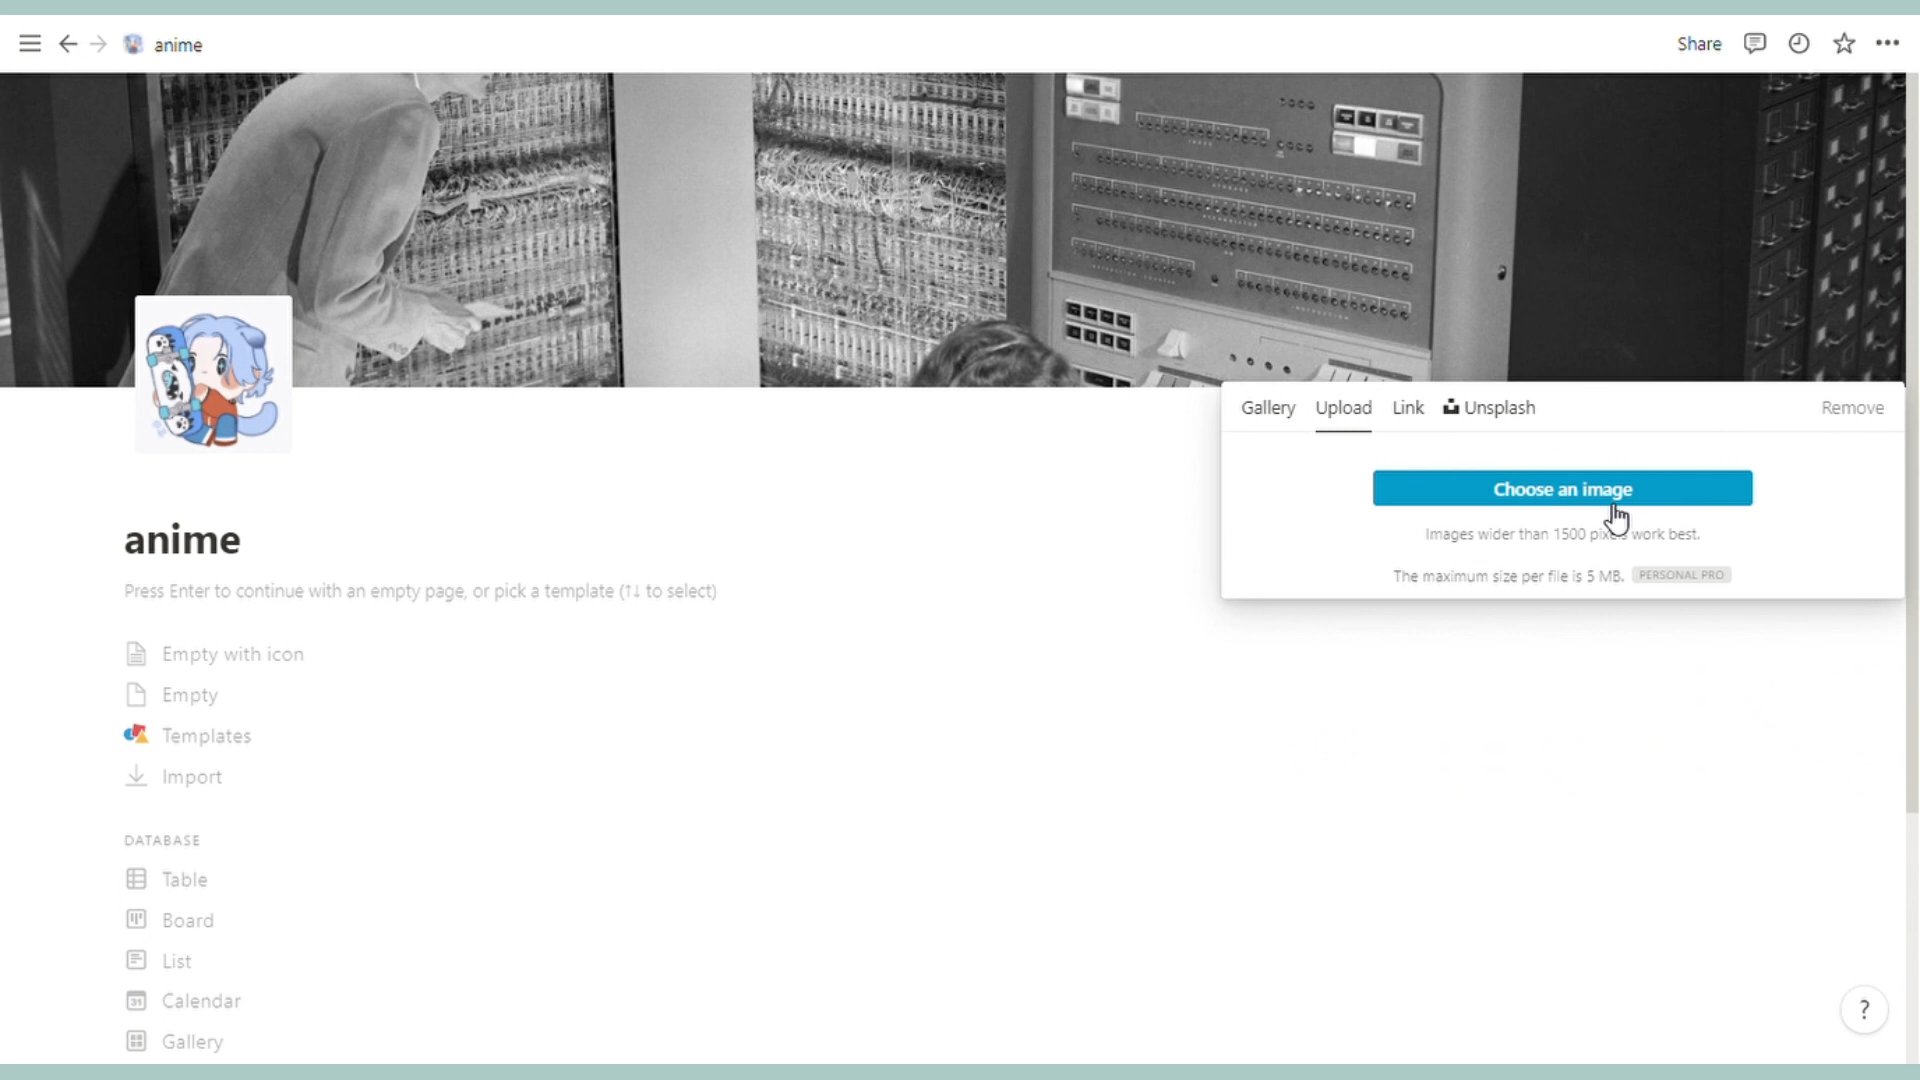 anime
Share
Gallery Upload Link Unsplash Remove
Choose an image
Images wider than 1500 pixels work best.
The maximum size per file is 5 MB. PERSONAL PRO
anime
Press Enter to continue with an empty page, or pick a template (↑↓ to select)
Empty with icon
Empty
Templates
Import
DATABASE
Table
Board
List
31 Calendar
Gallery
?